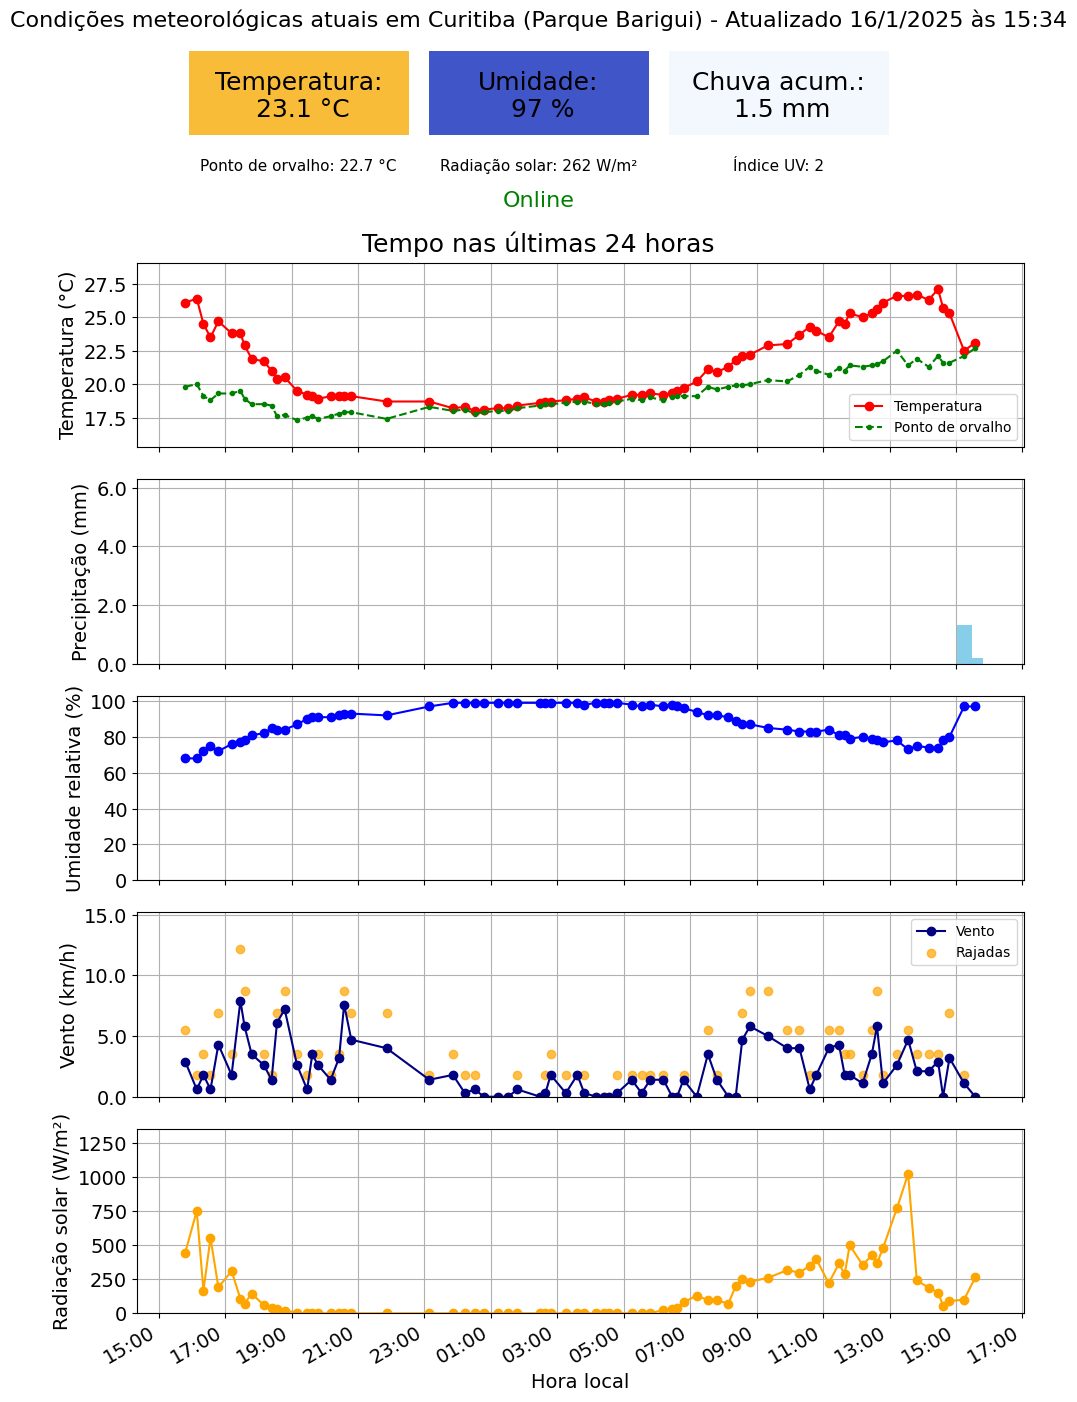 Condições meteorológicas atuais em Curitiba (Parque Barigui) - Atualizado 16/1/2025 às 15:34
Temperatura:
23.1 °C
Umidade:
97 %
Chuva acum.:
1.5 mm
Ponto de orvalho: 22.7 °C
Radiação solar: 262 W/m²
Índice UV: 2
Online
Tempo nas últimas 24 horas
Temperatura (°C)
27.5
25.0
22.5
20.0
17.5
Temperatura
Ponto de orvalho
Precipitação (mm)
6.0
4.0
2.0
0.0
Umidade relativa (%)
100
80
60
40
20
0
Vento (km/h)
15.0
10.0
5.0
0.0
Vento
Rajadas
Radiação solar (W/m²)
1250
1000
750
500
250
0
15:00
17:00
19:00
21:00
23:00
01:00
03:00
05:00
07:00
09:00
11:00
13:00
15:00
17:00
Hora local